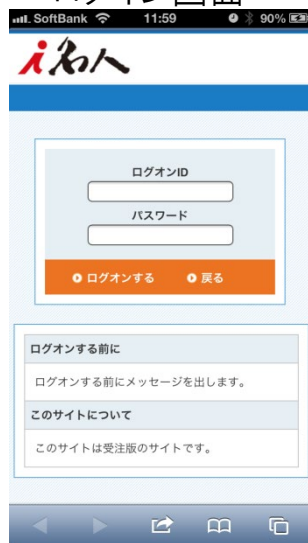 ログイン画面
SoftBank 11:59 90%
i名人
ログオンID
パスワード
ログオンする 戻る
ログオンする前に
ログオンする前にメッセージを出します。
このサイトについて
このサイトは受注版のサイトです。